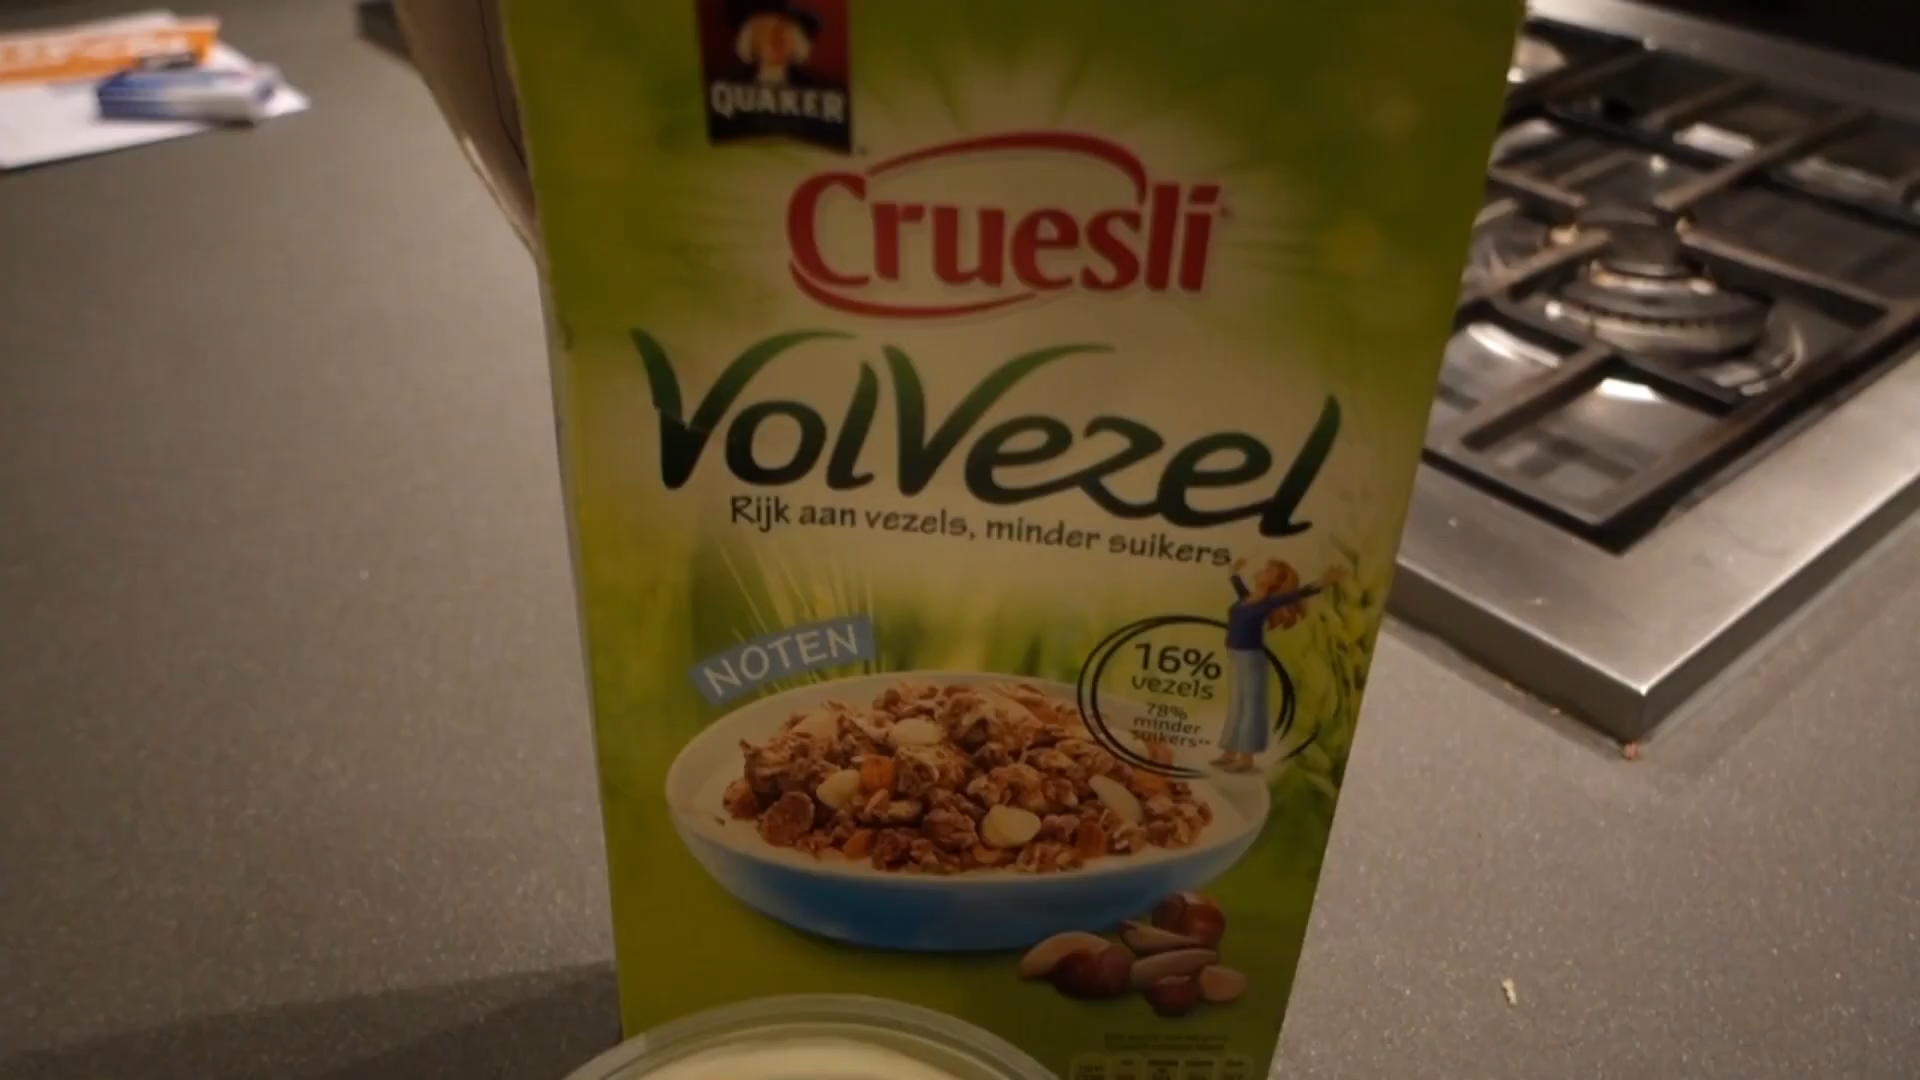 QUAKER
Cruesli
VolVezel
Rijk aan vezels, minder suikers
NOTEN
16%
vezels
78%
minder
suikers**